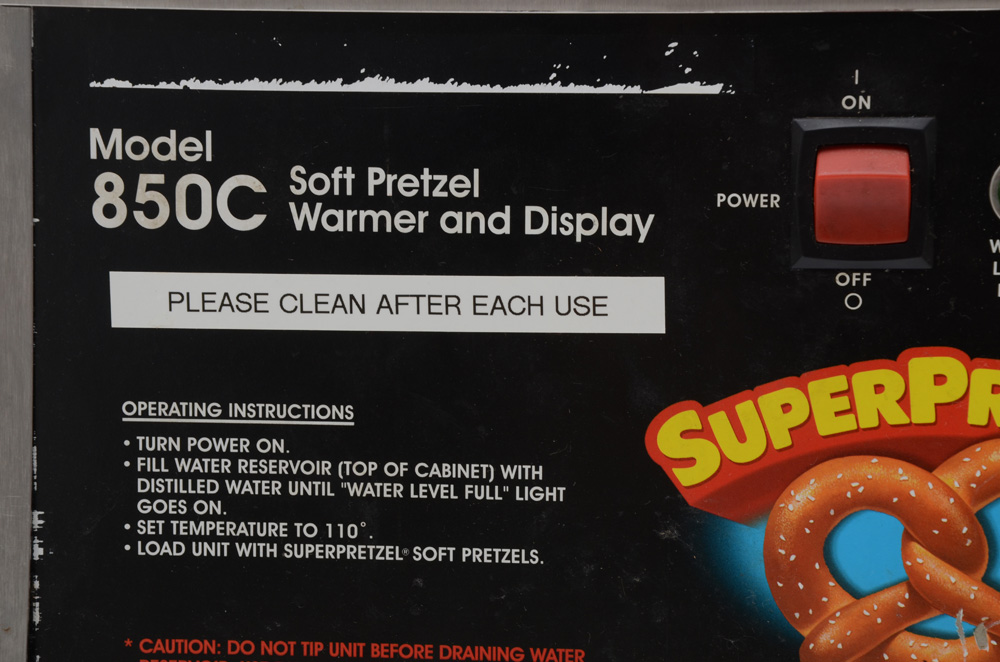 I
ON
Model
850C
Soft Pretzel
Warmer and Display
POWER
OFF
O
PLEASE CLEAN AFTER EACH USE
SUPERPR
OPERATING INSTRUCTIONS
• TURN POWER ON.
• FILL WATER RESERVOIR (TOP OF CABINET) WITH
DISTILLED WATER UNTIL "WATER LEVEL FULL" LIGHT
GOES ON.
• SET TEMPERATURE TO 110°.
• LOAD UNIT WITH SUPERPRETZEL® SOFT PRETZELS.
* CAUTION: DO NOT TIP UNIT BEFORE DRAINING WATER